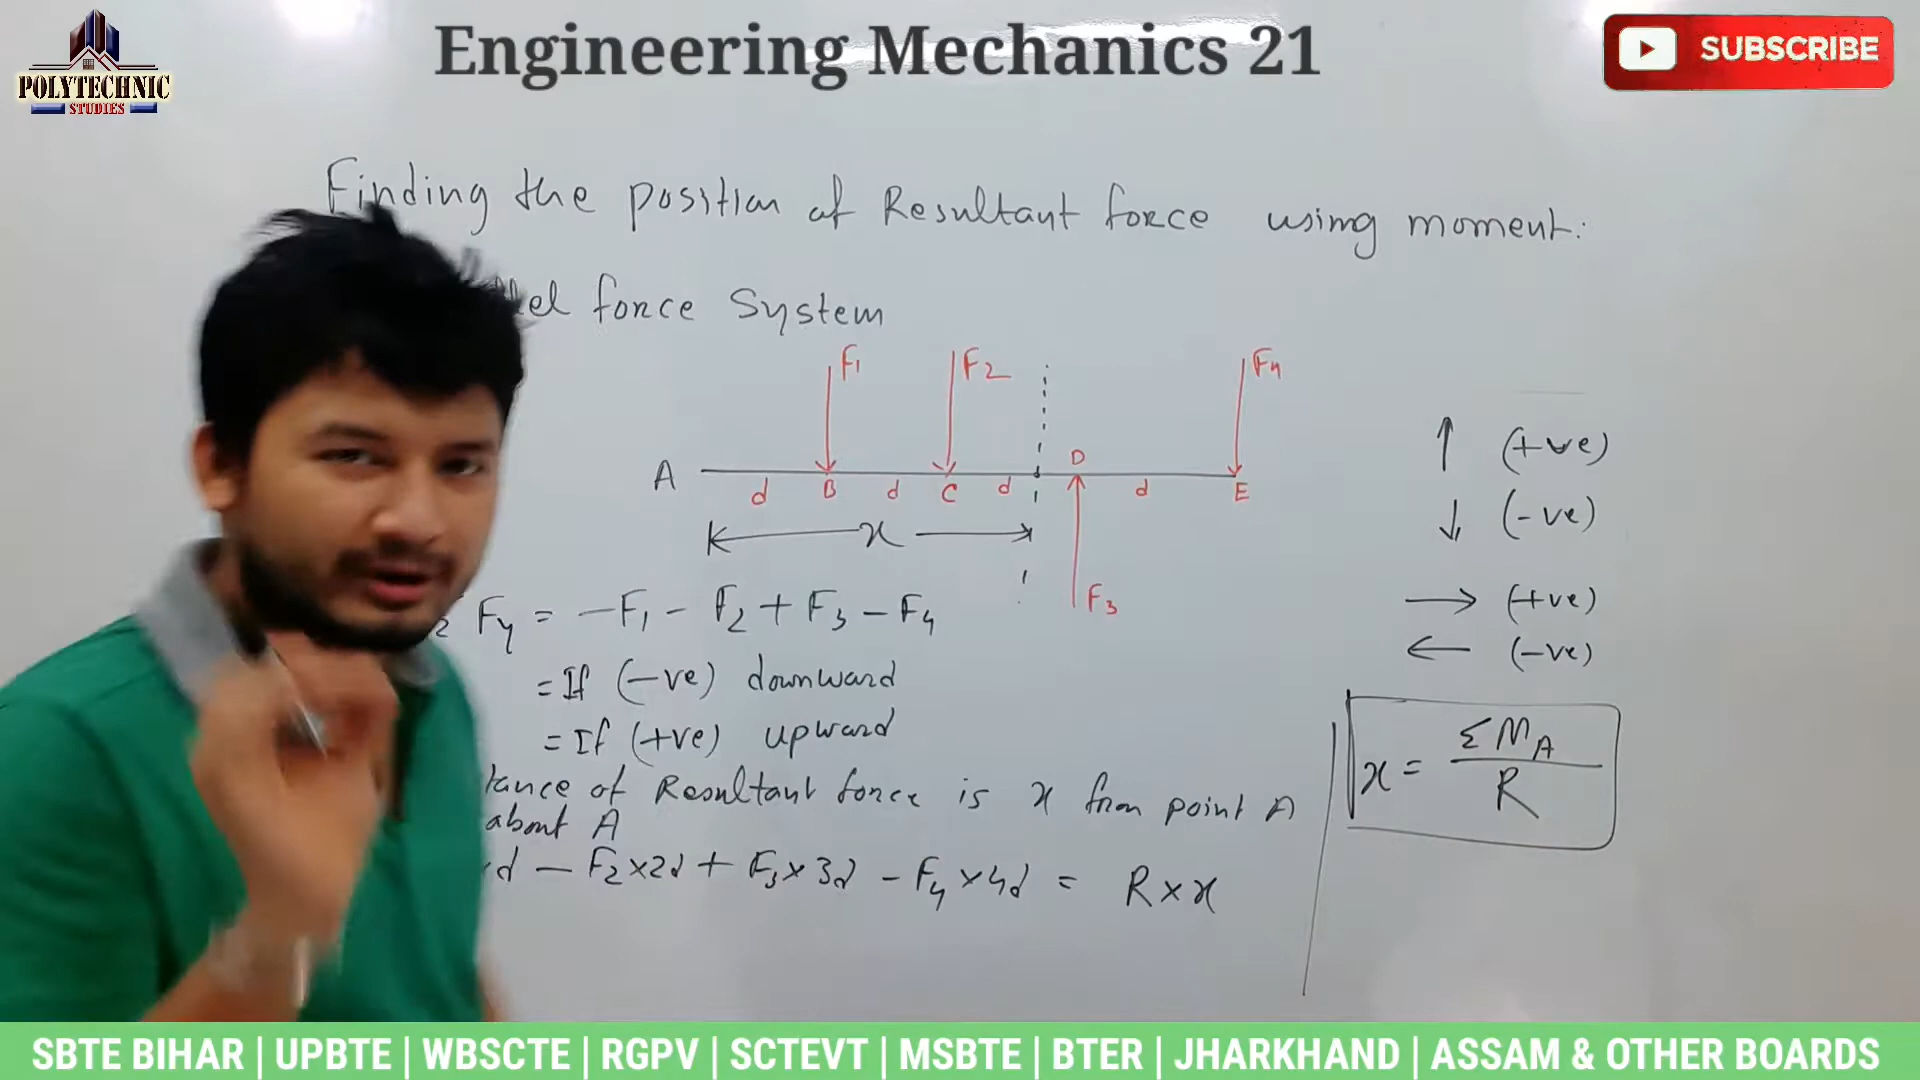 POLYTECHNIC
STUDIES
Engineering Mechanics 21
SUBSCRIBE
Finding the position of Resultant force using moment:
force System
F1 F2 F4
A d B d C d D d E
x
F3
↑ (+ve)
↓ (-ve)
→ (+ve)
← (-ve)
Fy = -F1 - F2 + F3 - F4
= If (-ve) downward
= If (+ve) upward
of Resultant force is x from point A
about A
d - F2×2d + F3×3d - F4×4d = R×x
x = ΣMA / R
SBTE BIHAR | UPBTE | WBSCTE | RGPV | SCTEVT | MSBTE | BTER | JHARKHAND | ASSAM & OTHER BOARDS